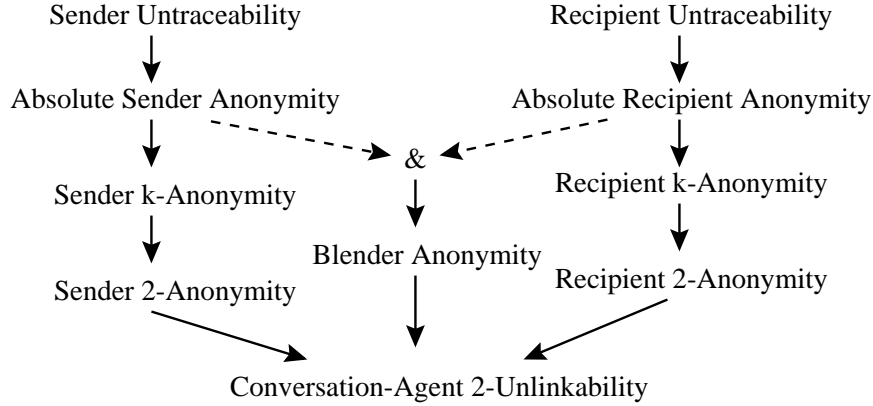 Sender Untraceability
Recipient Untraceability
Absolute Sender Anonymity
Absolute Recipient Anonymity
&
Sender k-Anonymity
Recipient k-Anonymity
Blender Anonymity
Sender 2-Anonymity
Recipient 2-Anonymity
Conversation-Agent 2-Unlinkability